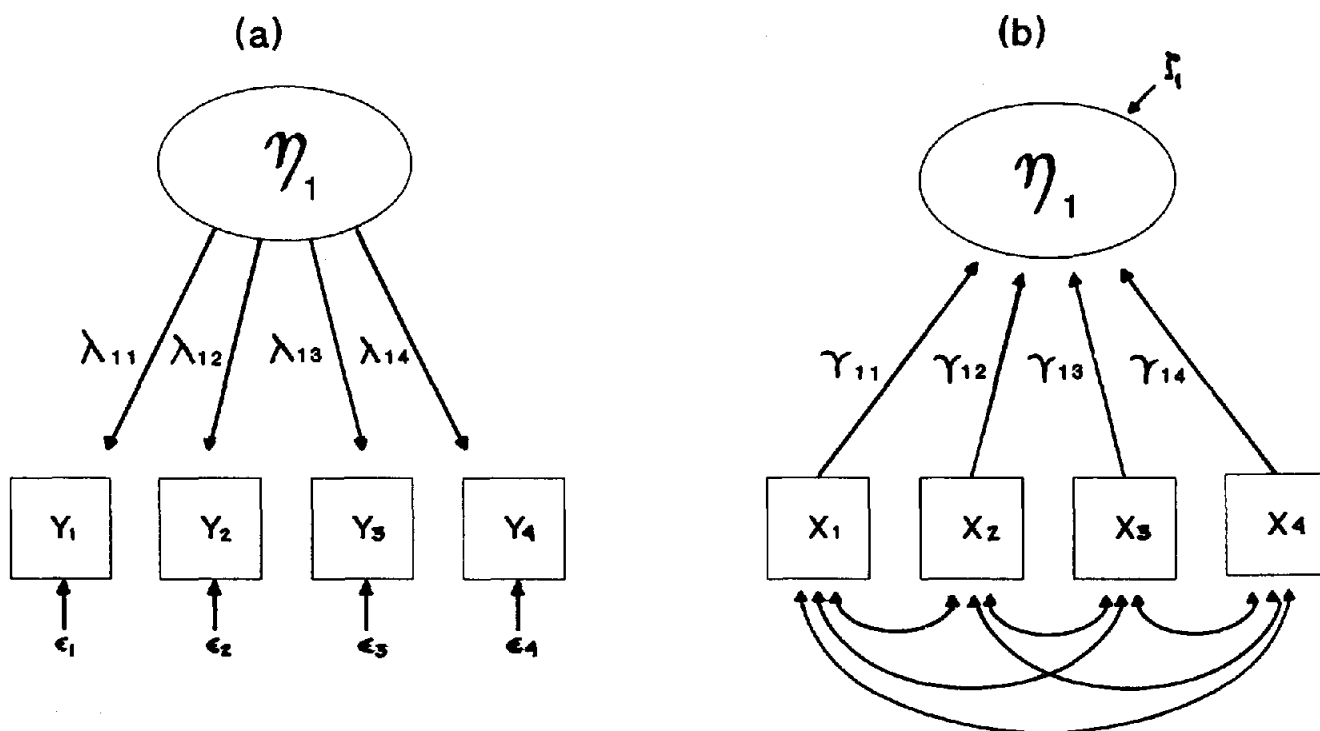 (a) (b)
ζ₁
η₁ η₁
λ₁₁ λ₁₂ λ₁₃ λ₁₄ γ₁₁ γ₁₂ γ₁₃ γ₁₄
Y₁ Y₂ Y₃ Y₄ X₁ X₂ X₃ X₄
ϵ₁ ϵ₂ ϵ₃ ϵ₄